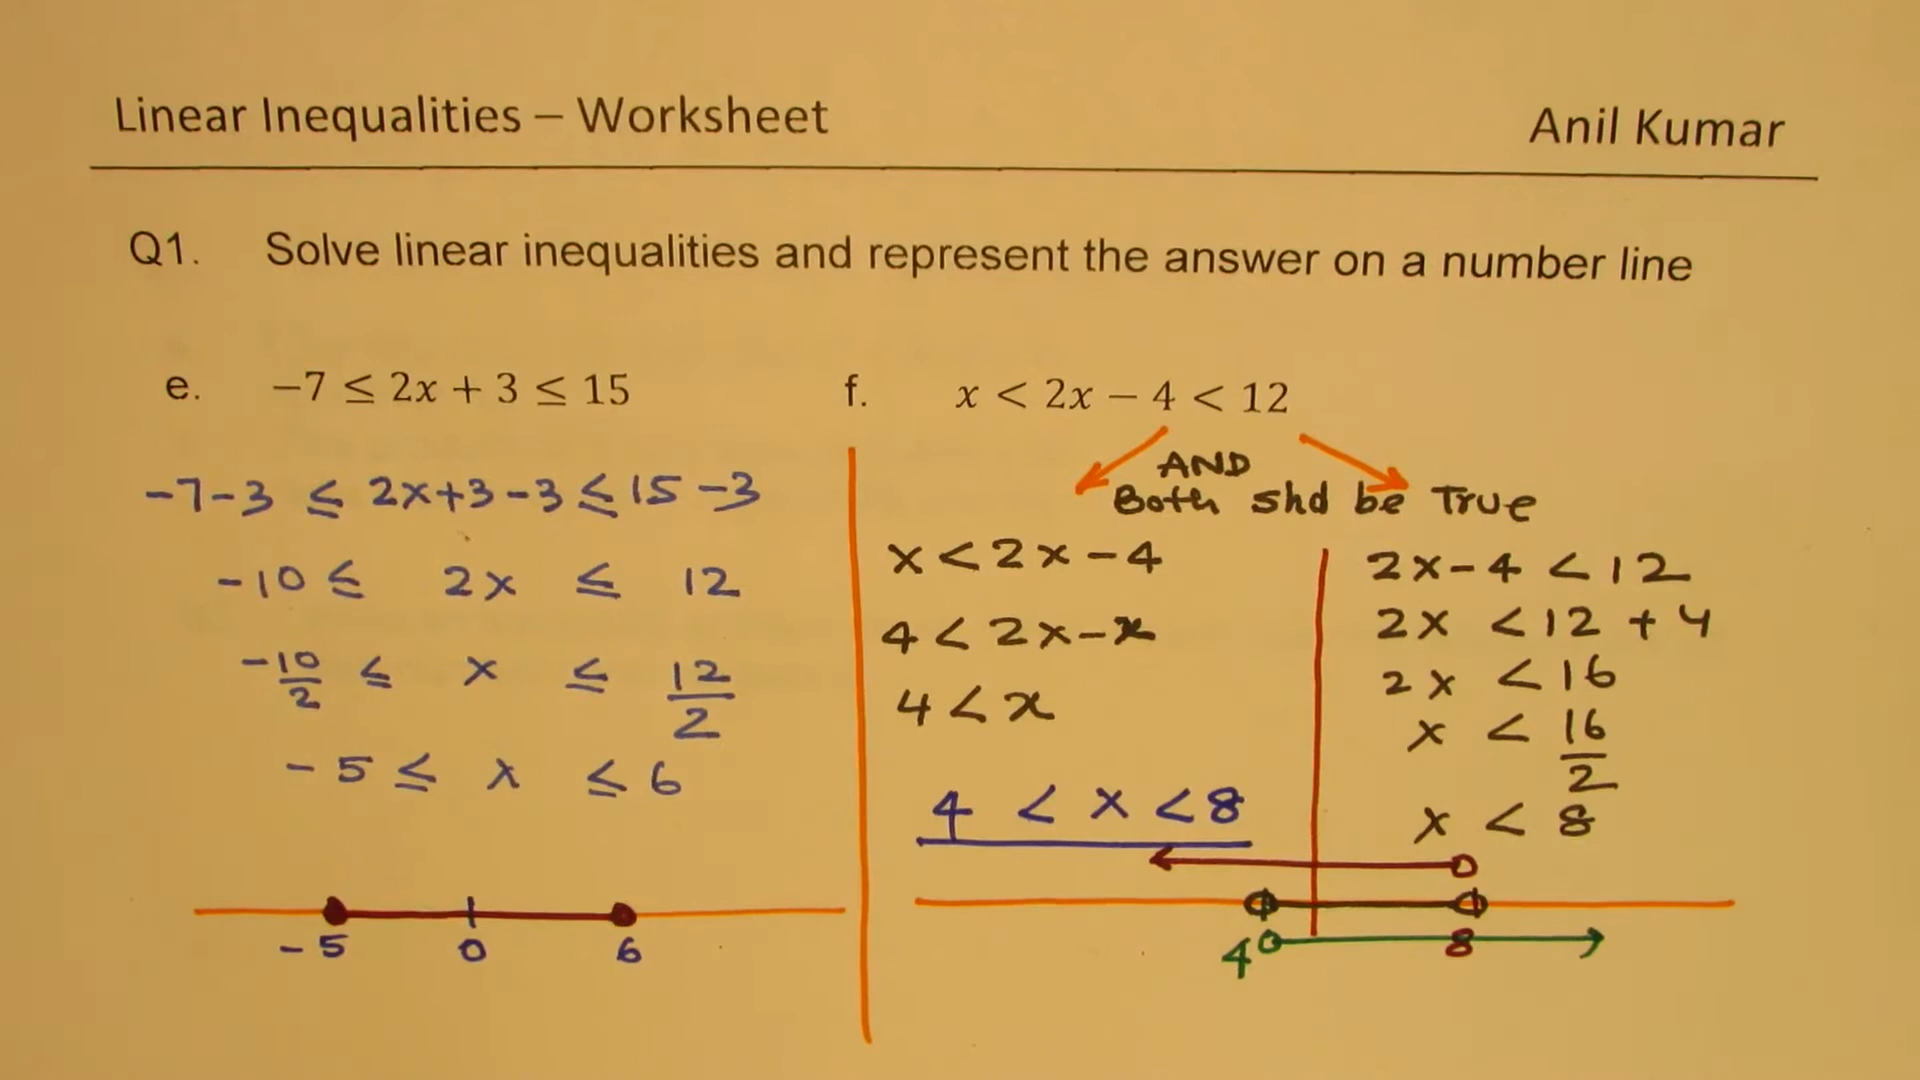 Linear Inequalities – Worksheet
Anil Kumar
Q1. Solve linear inequalities and represent the answer on a number line
e. −7 ≤ 2x + 3 ≤ 15
-7-3 ≤ 2x+3-3 ≤ 15-3
-10 ≤ 2x ≤ 12
-10/2 ≤ x ≤ 12/2
-5 ≤ x ≤ 6
-5 0 6
f. x < 2x − 4 < 12
AND
Both shd be True
x < 2x - 4
4 < 2x - x
4 < x
4 < x < 8
2x - 4 < 12
2x < 12 + 4
2x < 16
x < 16/2
x < 8
4 8